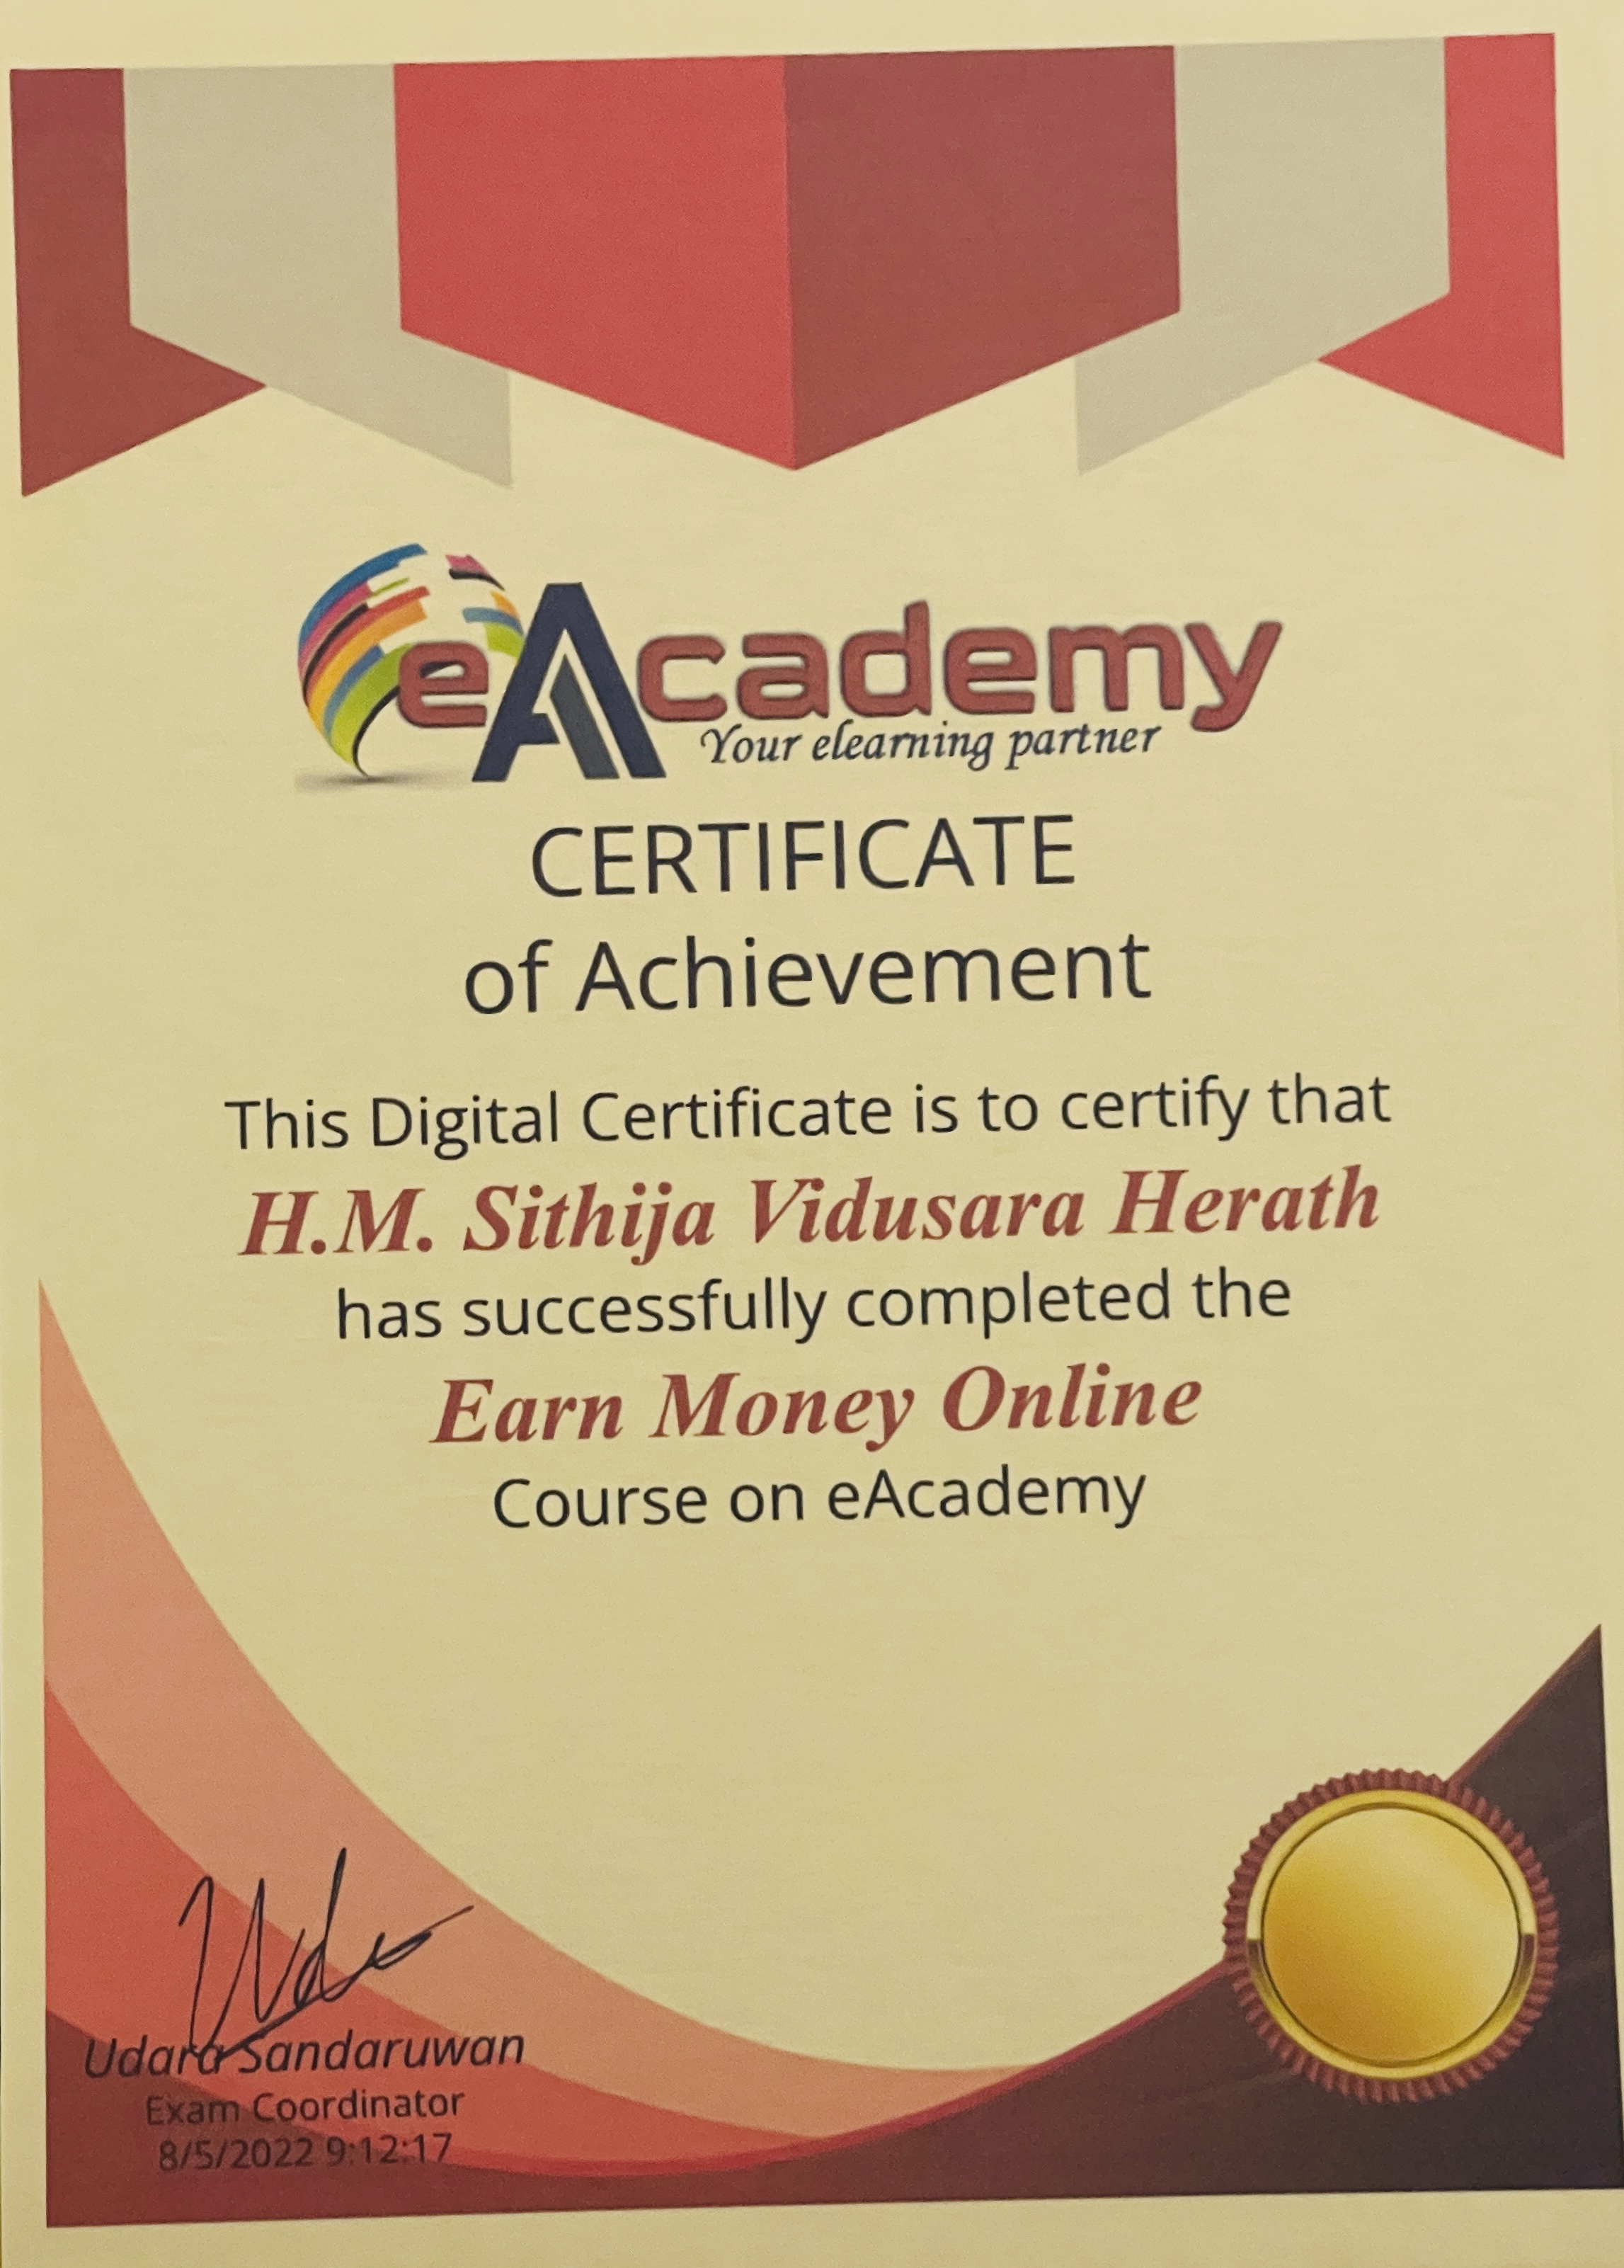 eAcademy
Your elearning partner
CERTIFICATE
of Achievement
This Digital Certificate is to certify that
H.M. Sithija Vidusara Herath
has successfully completed the
Earn Money Online
Course on eAcademy
Udara Sandaruwan
Exam Coordinator
8/5/2022 9:12:17